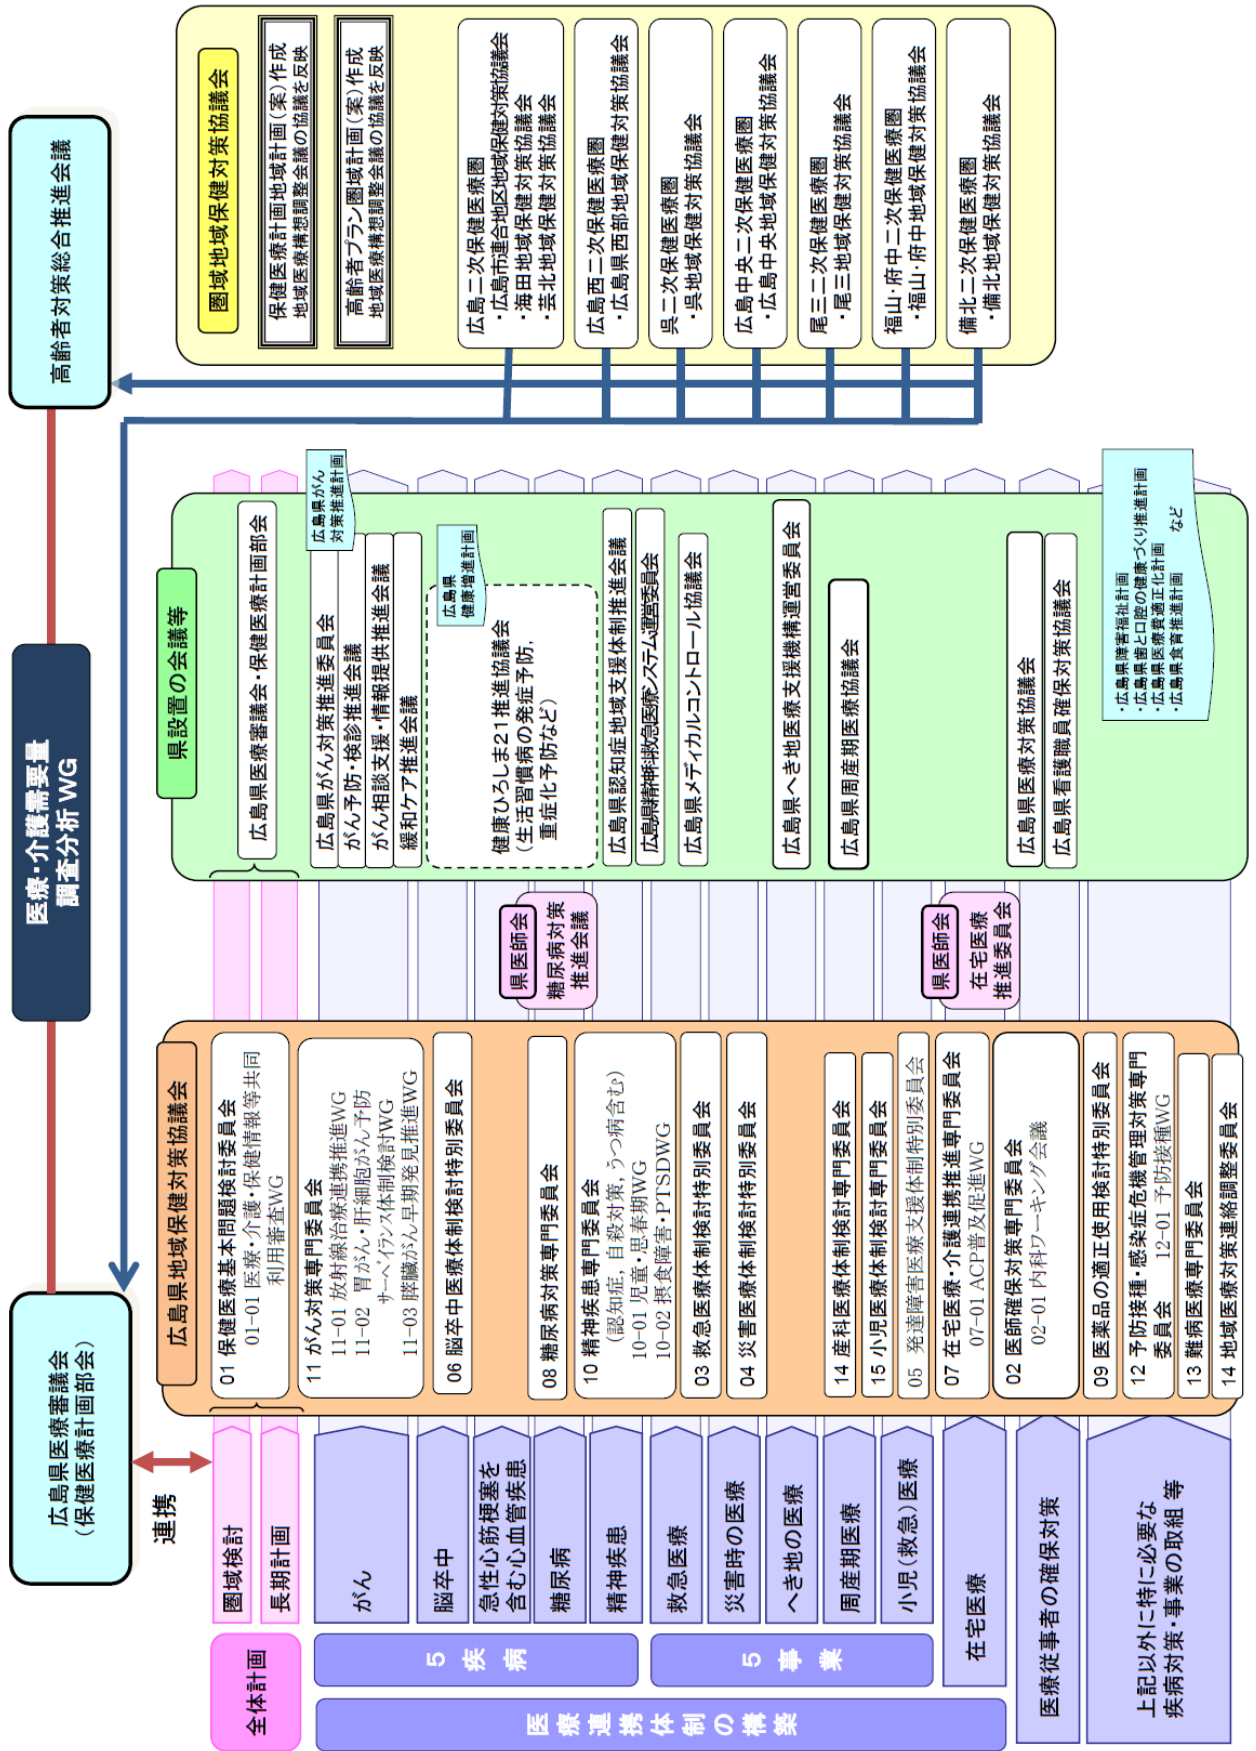 広島県医療審議会
（保健医療計画部会）
医療・介護需要量
調査分析WG
高齢者対策総合推進会議
連携
全体計画
圏域検討
長期計画
医療連携体制の構築
5疾病
がん
脳卒中
急性心筋梗塞を
含む心血管疾患
糖尿病
精神疾患
5事業
救急医療
災害時の医療
へき地の医療
周産期医療
小児（救急）医療
在宅医療
医療従事者の確保対策
上記以外に特に必要な
疾病対策・事業の取組 等
広島県地域保健対策協議会
01 保健医療基本問題検討委員会
01-01 医療・介護・保健情報等共同
利用審査WG
11 がん対策専門委員会
11-01 放射線治療連携推進WG
11-02 胃がん・肝細胞がん予防
サーベイランス体制検討WG
11-03 膵臓がん早期発見推進WG
06 脳卒中医療体制検討特別委員会
08 糖尿病対策専門委員会
10 精神疾患専門委員会
（認知症，自殺対策，うつ病含む）
10-01 児童・思春期WG
10-02 摂食障害・PTSDWG
03 救急医療体制検討特別委員会
04 災害医療体制検討特別委員会
14 産科医療体制検討専門委員会
15 小児医療体制検討専門委員会
05 発達障害医療支援体制特別委員会
07 在宅医療・介護連携推進専門委員会
07-01 ACP普及促進WG
02 医師確保対策専門委員会
02-01 内科ワーキング会議
09 医薬品の適正使用検討特別委員会
12 予防接種・感染症危機管理対策専門
委員会 12-01 予防接種WG
13 難病医療専門委員会
14 地域医療対策連絡調整委員会
県医師会
糖尿病対策
推進会議
県医師会
在宅医療
推進委員会
県設置の会議等
広島県医療審議会・保健医療計画部会
広島県がん対策推進委員会
がん予防・検診推進会議
がん相談支援・情報提供推進会議
緩和ケア推進会議
広島県がん
対策推進計画
健康ひろしま２１推進協議会
（生活習慣病の発症予防，
重症化予防など）
広島県
健康増進計画
広島県認知症地域支援体制推進会議
広島県精神科救急医療システム運営委員会
広島県メディカルコントロール協議会
広島県へき地医療支援機構運営委員会
広島県周産期医療協議会
広島県医療対策協議会
広島県看護職員確保対策協議会
・広島県障害福祉計画
・広島県歯と口腔の健康づくり推進計画
・広島県医療費適正化計画
・広島県食育推進計画 など
圏域地域保健対策協議会
保健医療計画地域計画（案）作成
地域医療構想調整会議の協議を反映
高齢者プラン圏域計画（案）作成
地域医療構想調整会議の協議を反映
広島二次保健医療圏
・広島市連合地区地域保健対策協議会
・海田地域保健対策協議会
・芸北地域保健対策協議会
広島西二次保健医療圏
・広島県西部地域保健対策協議会
呉二次保健医療圏
・呉地域保健対策協議会
広島中央二次保健医療圏
・広島中央地域保健対策協議会
尾三二次保健医療圏
・尾三地域保健対策協議会
福山・府中二次保健医療圏
・福山・府中地域保健対策協議会
備北二次保健医療圏
・備北地域保健対策協議会